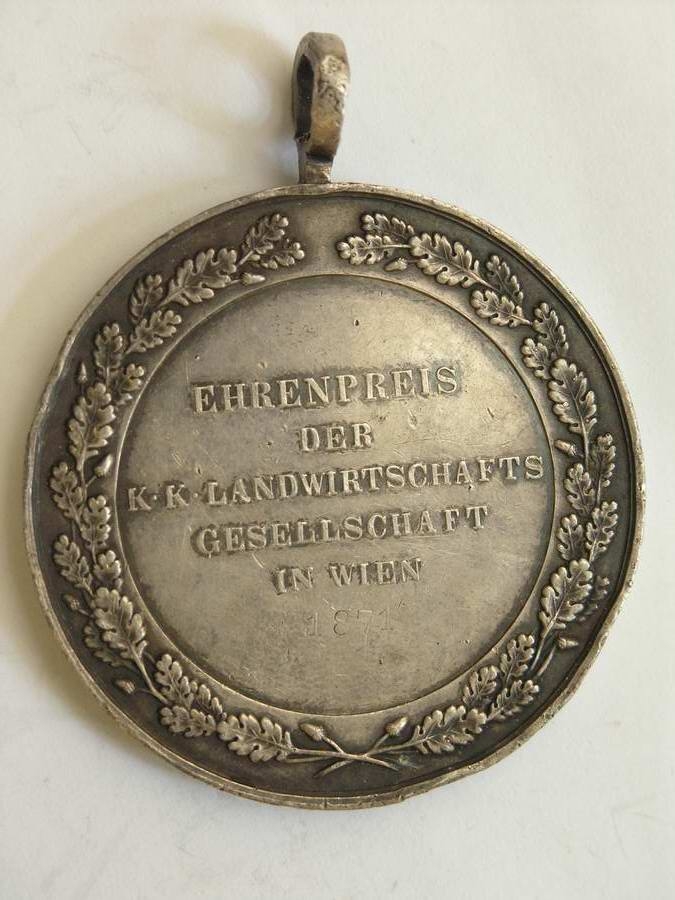 EHRENPREIS
DER
K·K·LANDWIRTSCHAFTS
GESELLSCHAFT
IN WIEN
1871